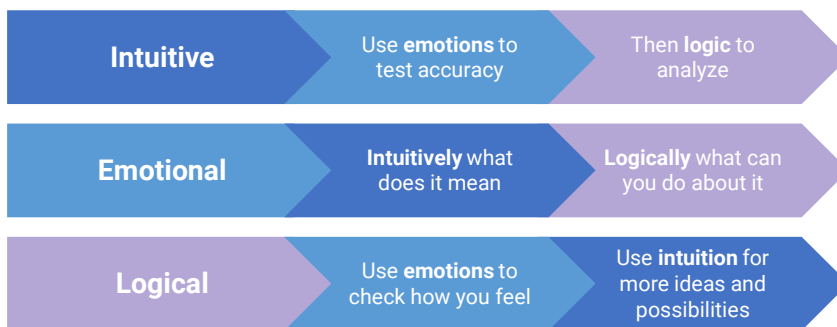 Intuitive
Use emotions to
test accuracy
Then logic to
analyze
Emotional
Intuitively what
does it mean
Logically what can
you do about it
Logical
Use emotions to
check how you feel
Use intuition for
more ideas and
possibilities